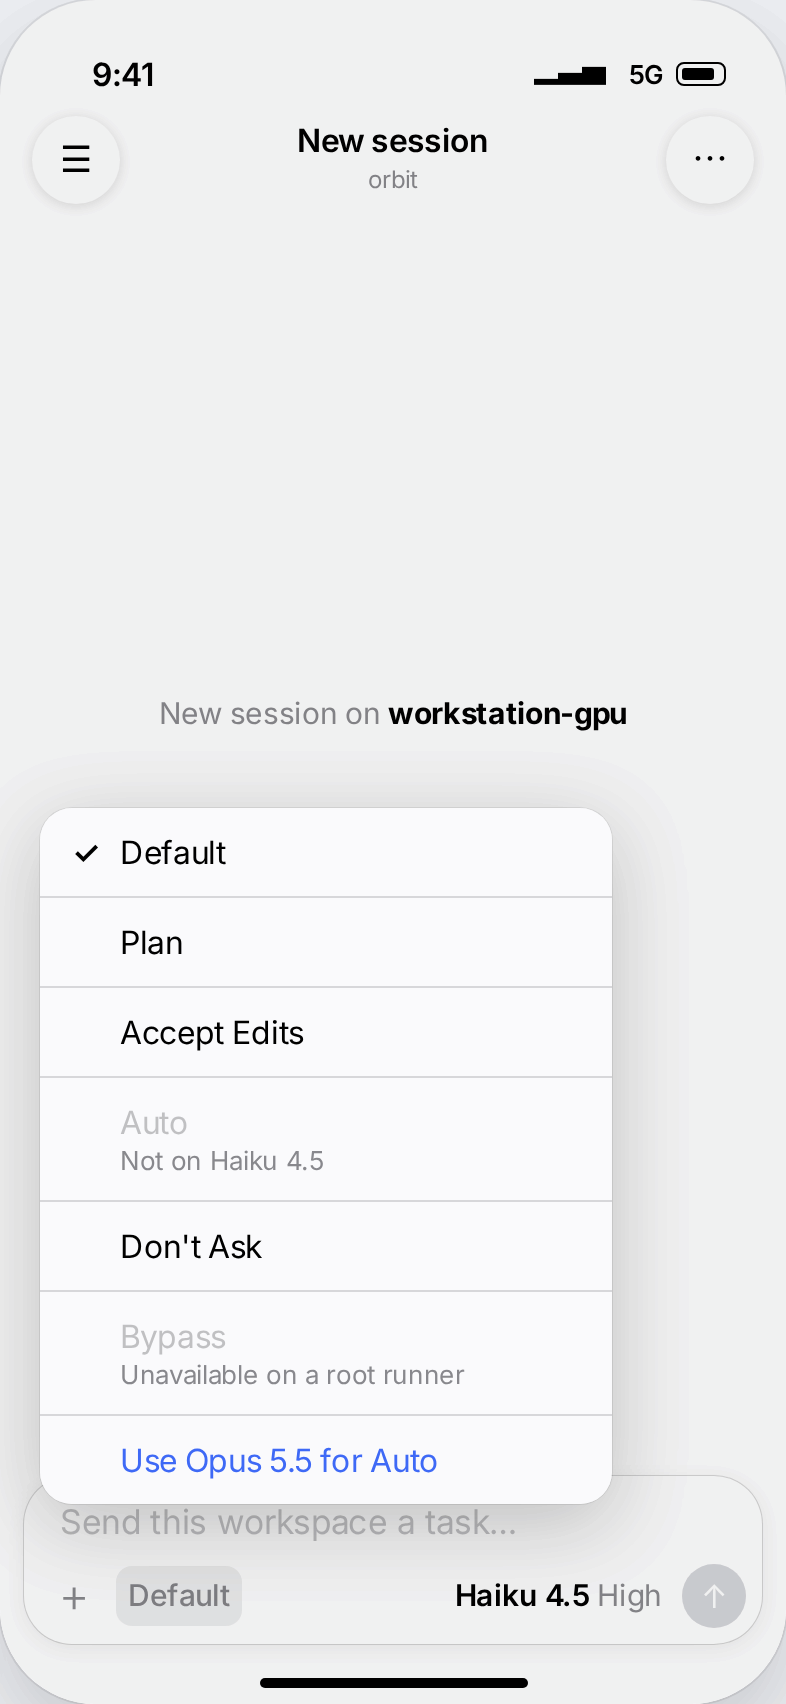 9:41
5G
New session
orbit
New session on workstation-gpu
Default
Plan
Accept Edits
Auto
Not on Haiku 4.5
Don't Ask
Bypass
Unavailable on a root runner
Use Opus 5.5 for Auto
Send this workspace a task...
Default
Haiku 4.5 High